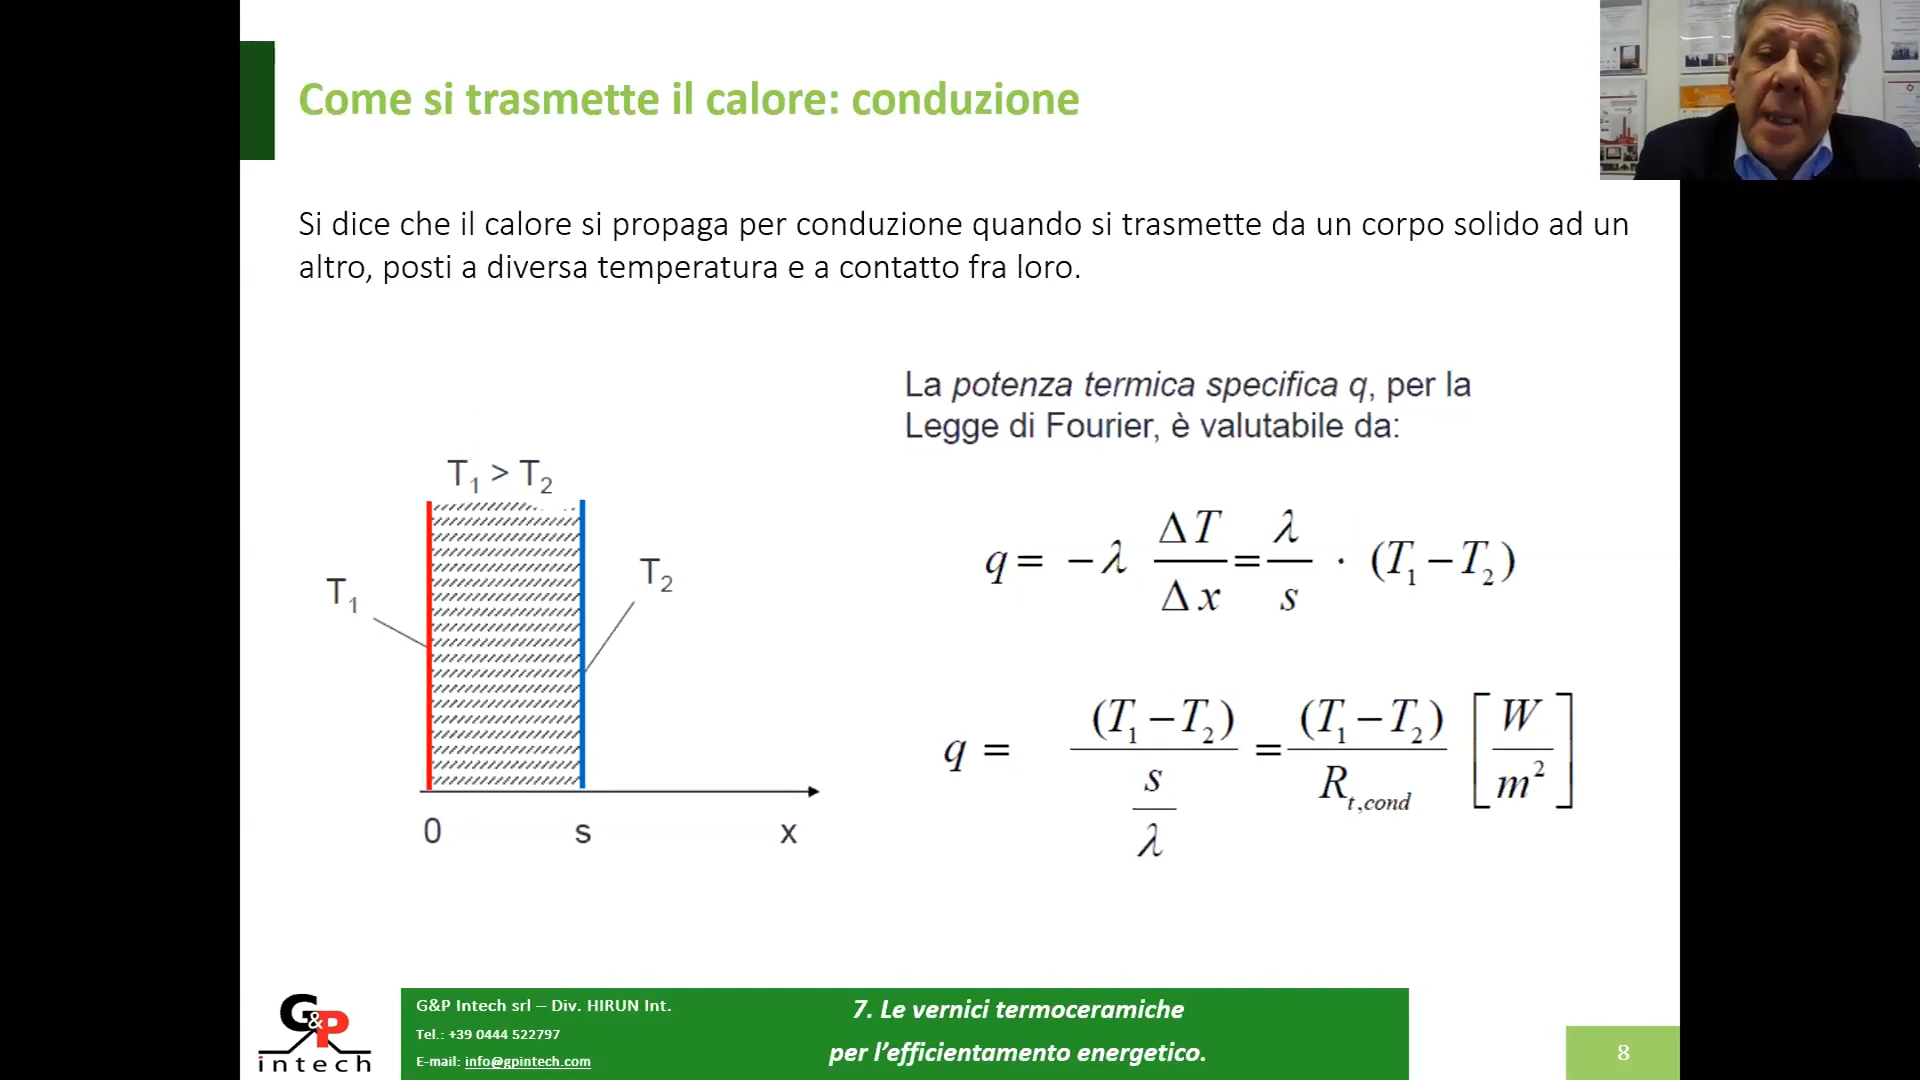 Come si trasmette il calore: conduzione
Si dice che il calore si propaga per conduzione quando si trasmette da un corpo solido ad un
altro, posti a diversa temperatura e a contatto fra loro.
La potenza termica specifica q, per la
Legge di Fourier, è valutabile da:
T₁ > T₂
T₁
T₂
0 s x
q = −λ ΔT/Δx = λ/s · (T₁ − T₂)
q = (T₁ − T₂)/(s/λ) = (T₁ − T₂)/R_t,cond [W/m²]
G&P
intech
G&P Intech srl – Div. HIRUN Int.
Tel.: +39 0444 522797
E-mail: info@gpintech.com
7. Le vernici termoceramiche
per l’efficientamento energetico.
8